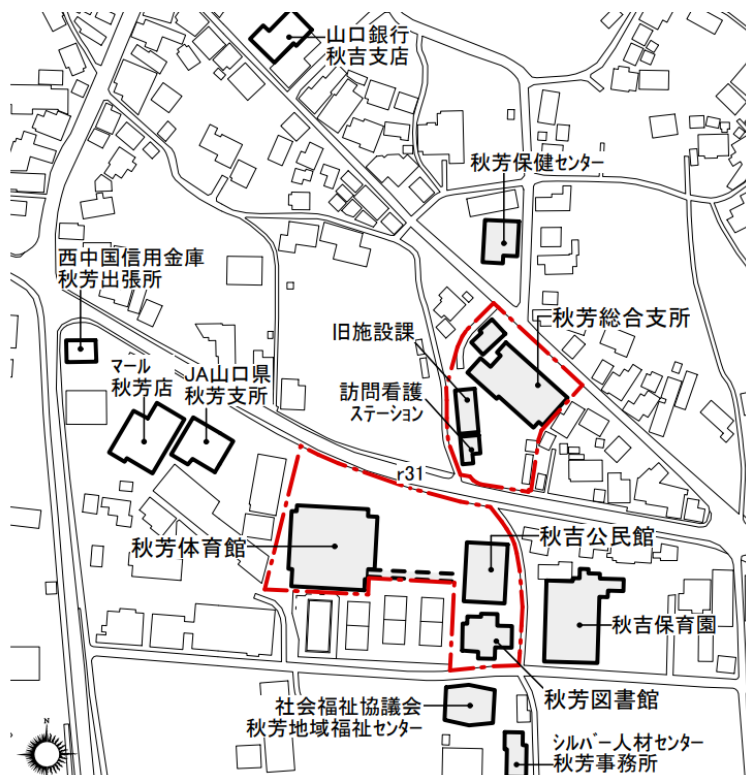 山口銀行
秋吉支店
秋芳保健センター
西中国信用金庫
秋芳出張所
旧施設課
秋芳総合支所
マール
秋芳店
JA山口県
秋芳支所
訪問看護
ステーション
r31
秋芳体育館
秋吉公民館
秋吉保育園
社会福祉協議会
秋芳地域福祉センター
秋芳図書館
シルバー人材センター
秋芳事務所
N